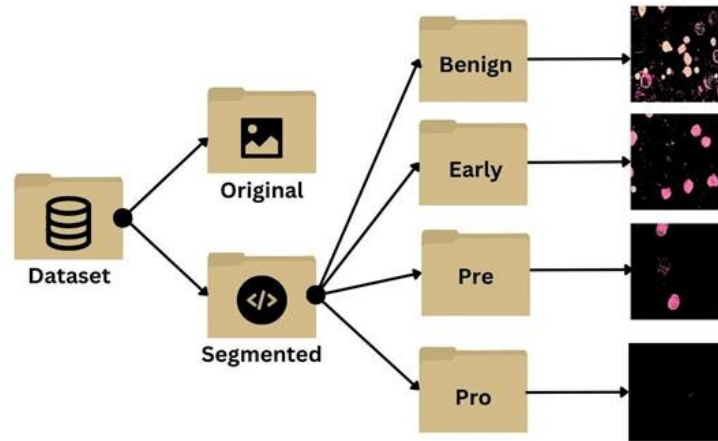 Dataset
Original
Segmented
Benign
Early
Pre
Pro